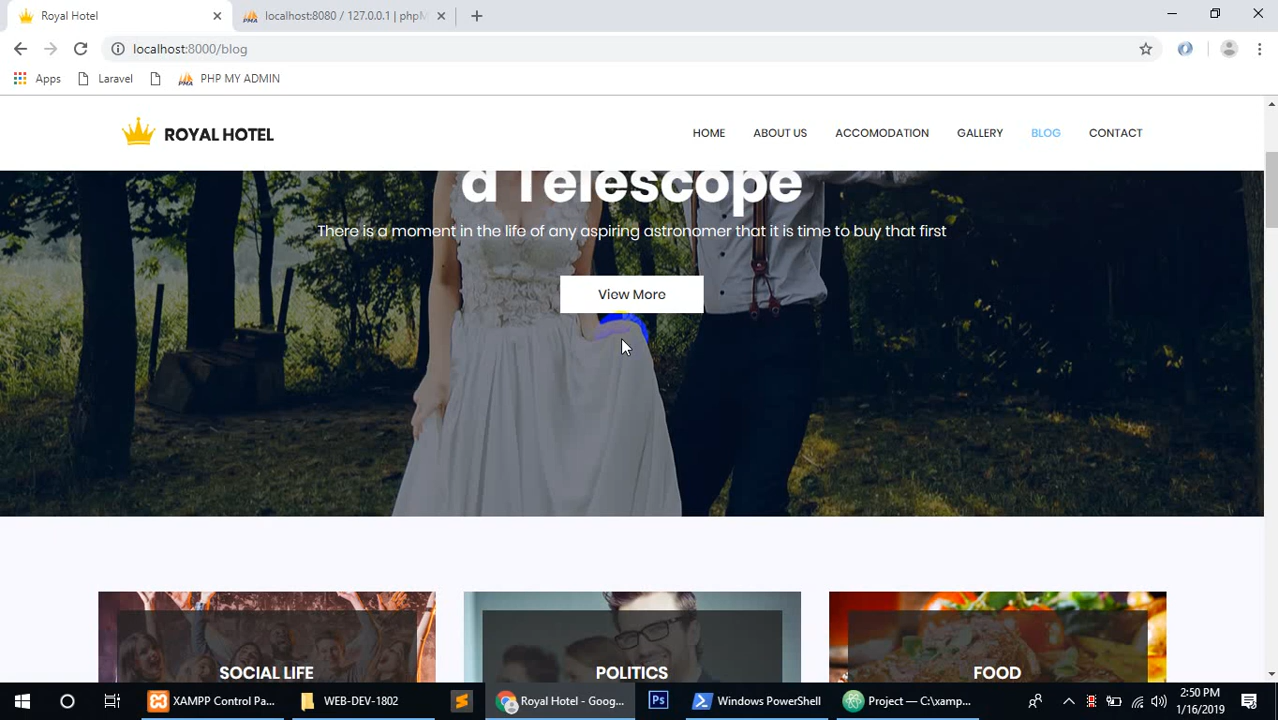 Royal Hotel
localhost:8080 / 127.0.0.1 | phpM
localhost:8000/blog
Apps
Laravel
PHP MY ADMIN
ROYAL HOTEL
HOME
ABOUT US
ACCOMODATION
GALLERY
BLOG
CONTACT
a Telescope
There is a moment in the life of any aspiring astronomer that it is time to buy that first
View More
SOCIAL LIFE
POLITICS
FOOD
XAMPP Control Pa...
WEB-DEV-1802
Royal Hotel - Goog...
Ps
Windows PowerShell
Project — C:\xamp...
2:50 PM
1/16/2019